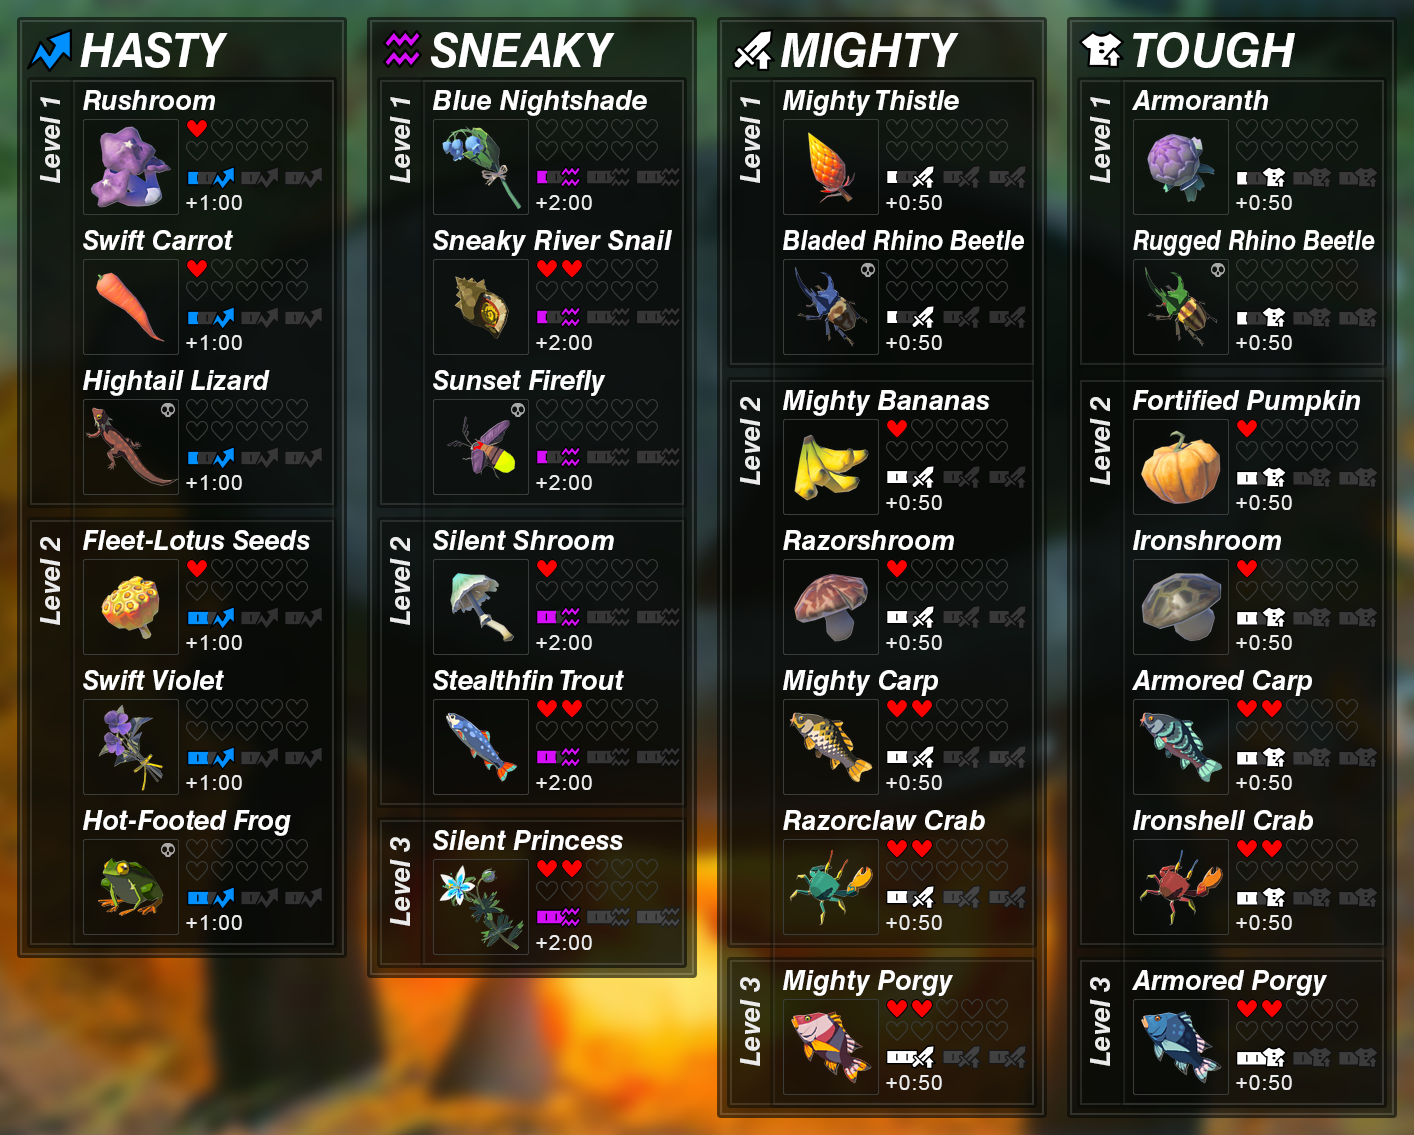 HASTY
Level 1
Rushroom
+1:00
Swift Carrot
+1:00
Hightail Lizard
+1:00
Level 2
Fleet-Lotus Seeds
+1:00
Swift Violet
+1:00
Hot-Footed Frog
+1:00
SNEAKY
Level 1
Blue Nightshade
+2:00
Sneaky River Snail
+2:00
Sunset Firefly
+2:00
Level 2
Silent Shroom
+2:00
Stealthfin Trout
+2:00
Level 3
Silent Princess
+2:00
MIGHTY
Level 1
Mighty Thistle
+0:50
Bladed Rhino Beetle
+0:50
Level 2
Mighty Bananas
+0:50
Razorshroom
+0:50
Mighty Carp
+0:50
Razorclaw Crab
+0:50
Level 3
Mighty Porgy
+0:50
TOUGH
Level 1
Armoranth
+0:50
Rugged Rhino Beetle
+0:50
Level 2
Fortified Pumpkin
+0:50
Ironshroom
+0:50
Armored Carp
+0:50
Ironshell Crab
+0:50
Level 3
Armored Porgy
+0:50